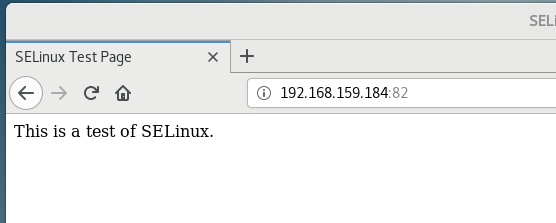 SELi
SELinux Test Page
192.168.159.184:82
This is a test of SELinux.